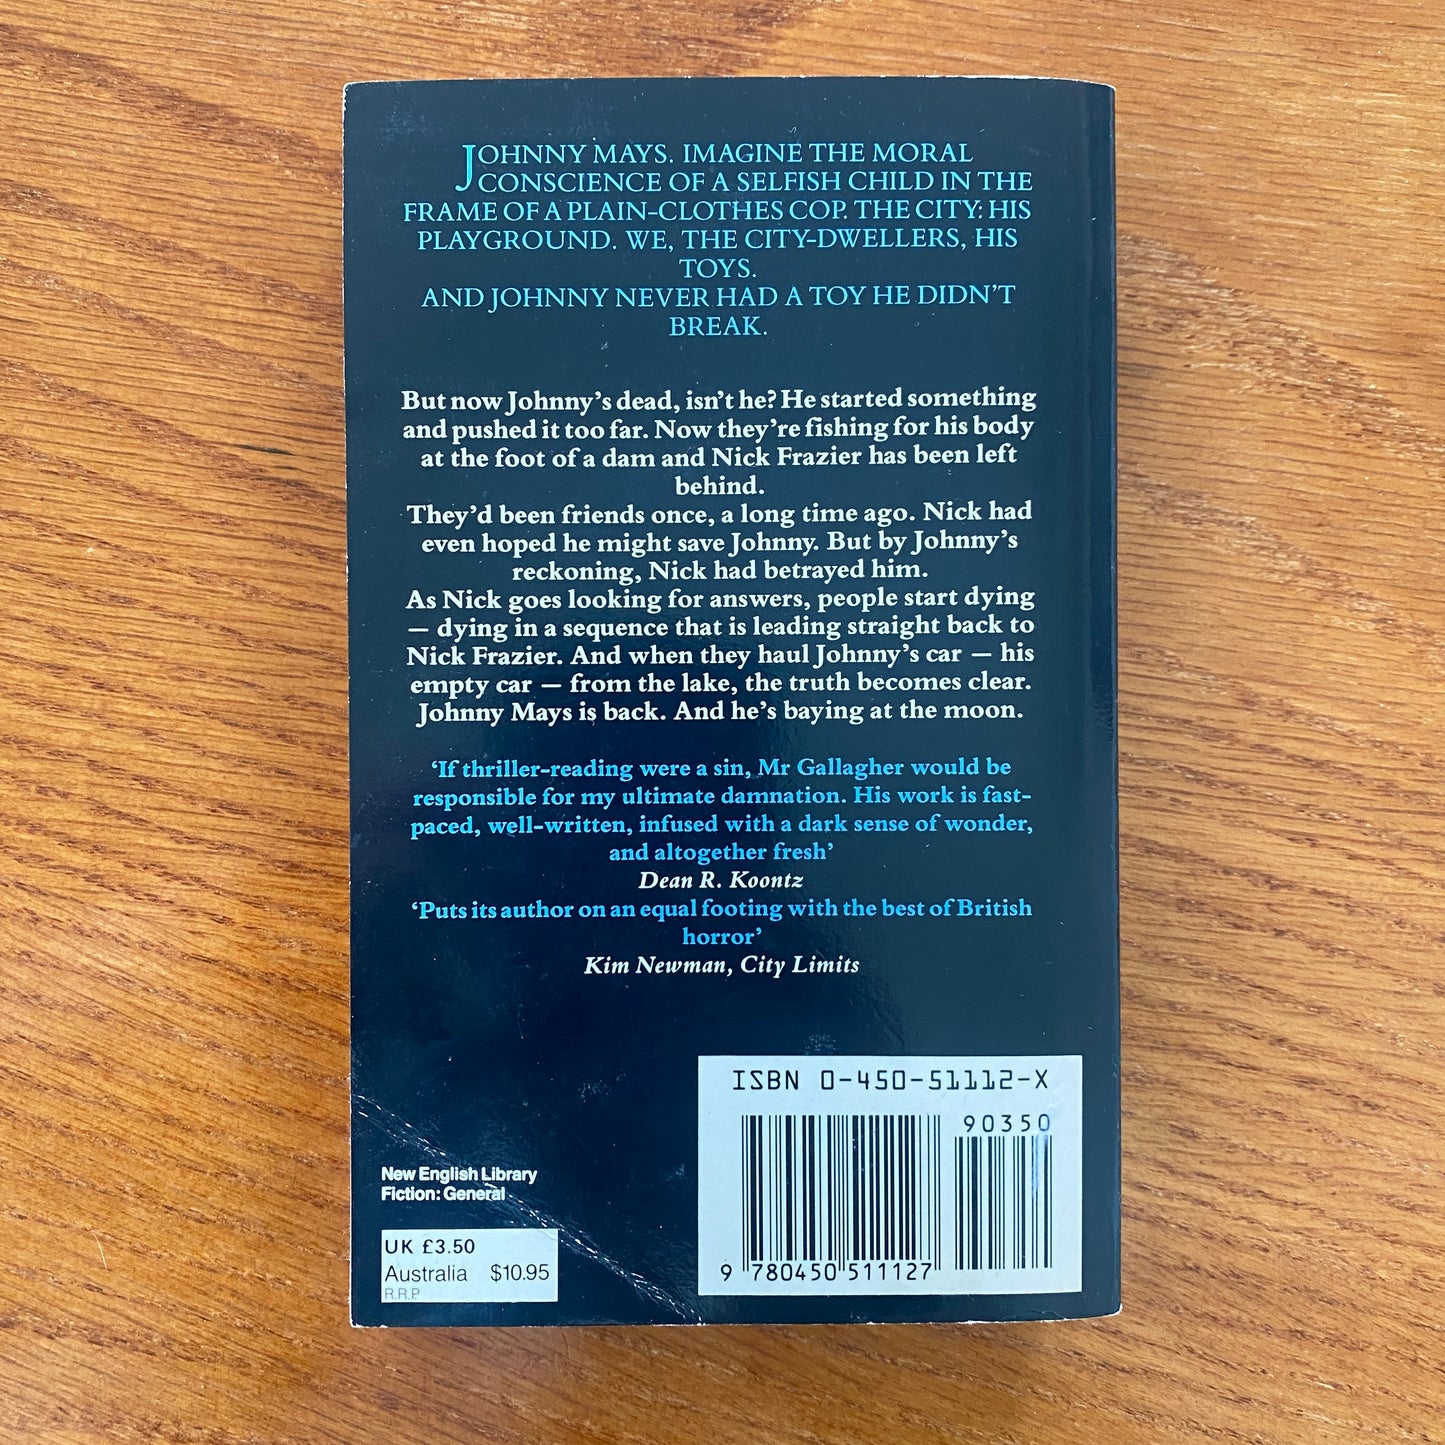 JOHNNY MAYS. IMAGINE THE MORAL
CONSCIENCE OF A SELFISH CHILD IN THE
FRAME OF A PLAIN-CLOTHES COP. THE CITY: HIS
PLAYGROUND. WE, THE CITY-DWELLERS, HIS
TOYS.
AND JOHNNY NEVER HAD A TOY HE DIDN'T
BREAK.
But now Johnny's dead, isn't he? He started something
and pushed it too far. Now they're fishing for his body
at the foot of a dam and Nick Frazier has been left
behind.
They'd been friends once, a long time ago. Nick had
even hoped he might save Johnny. But by Johnny's
reckoning, Nick had betrayed him.
As Nick goes looking for answers, people start dying
— dying in a sequence that is leading straight back to
Nick Frazier. And when they haul Johnny's car — his
empty car — from the lake, the truth becomes clear.
Johnny Mays is back. And he's baying at the moon.
'If thriller-reading were a sin, Mr Gallagher would be
responsible for my ultimate damnation. His work is fast-
paced, well-written, infused with a dark sense of wonder,
and altogether fresh'
Dean R. Koontz
'Puts its author on an equal footing with the best of British
horror'
Kim Newman, City Limits
ISBN 0-450-51112-X
90350
9 780450 511127
New English Library
Fiction: General
UK £3.50
Australia $10.95
R.R.P